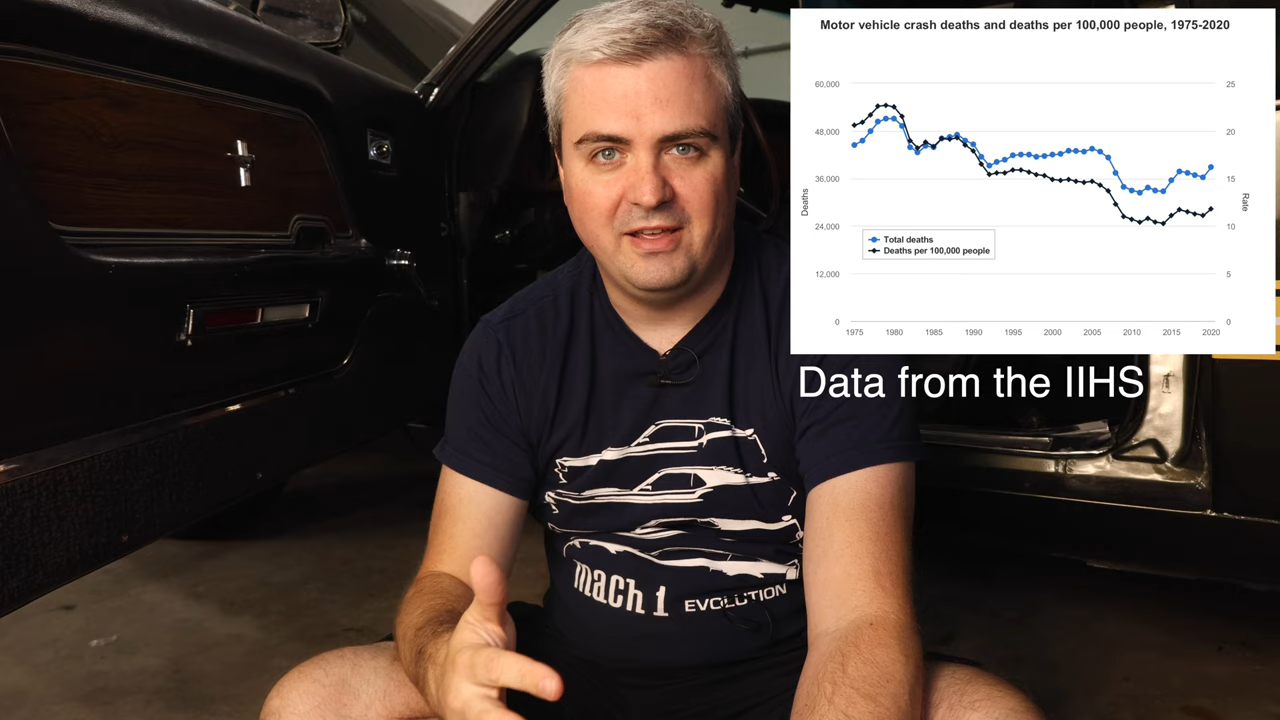 Motor vehicle crash deaths and deaths per 100,000 people, 1975-2020
60,000
48,000
36,000
24,000
12,000
0
Deaths
25
20
15
10
5
0
Rate
Total deaths
Deaths per 100,000 people
1975 1980 1985 1990 1995 2000 2005 2010 2015 2020
Data from the IIHS
mach 1 EVOLUTION